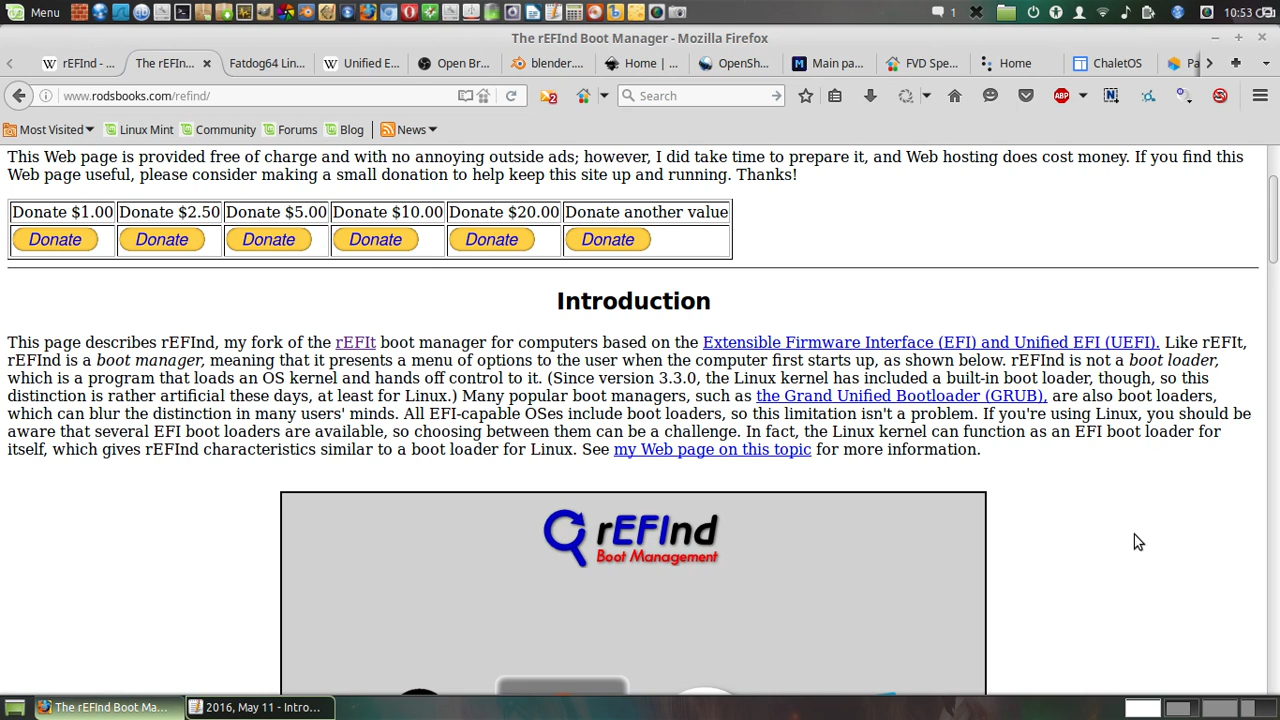 Menu
1
10:53
The rEFInd Boot Manager - Mozilla Firefox
rEFInd - ...
The rEFIn...
Fatdog64 Lin...
Unified E...
Open Br...
blender....
Home | ...
OpenSh...
Main pa...
FVD Spe...
Home
ChaletOS
Pa
www.rodsbooks.com/refind/
2
Search
ABP
Most Visited
Linux Mint
Community
Forums
Blog
News
This Web page is provided free of charge and with no annoying outside ads; however, I did take time to prepare it, and Web hosting does cost money. If you find this
Web page useful, please consider making a small donation to help keep this site up and running. Thanks!
Donate $1.00 Donate $2.50 Donate $5.00 Donate $10.00 Donate $20.00 Donate another value
Donate Donate Donate Donate Donate Donate
Introduction
This page describes rEFInd, my fork of the rEFIt boot manager for computers based on the Extensible Firmware Interface (EFI) and Unified EFI (UEFI). Like rEFIt,
rEFInd is a boot manager, meaning that it presents a menu of options to the user when the computer first starts up, as shown below. rEFInd is not a boot loader,
which is a program that loads an OS kernel and hands off control to it. (Since version 3.3.0, the Linux kernel has included a built-in boot loader, though, so this
distinction is rather artificial these days, at least for Linux.) Many popular boot managers, such as the Grand Unified Bootloader (GRUB), are also boot loaders,
which can blur the distinction in many users' minds. All EFI-capable OSes include boot loaders, so this limitation isn't a problem. If you're using Linux, you should be
aware that several EFI boot loaders are available, so choosing between them can be a challenge. In fact, the Linux kernel can function as an EFI boot loader for
itself, which gives rEFInd characteristics similar to a boot loader for Linux. See my Web page on this topic for more information.
rEFInd
Boot Management
The rEFInd Boot Ma...
2016, May 11 - Intro...